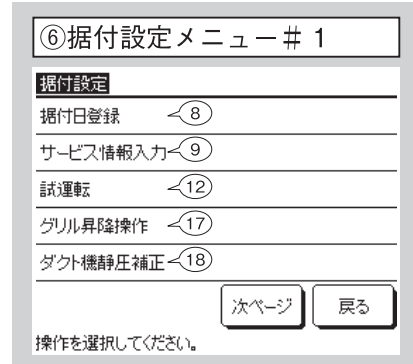 ⑥据付設定メニュー＃１
据付設定
据付日登録 ⑧
サービス情報入力 ⑨
試運転 ⑫
グリル昇降操作 ⑰
ダクト機静圧補正 ⑱
次ページ 戻る
操作を選択してください。